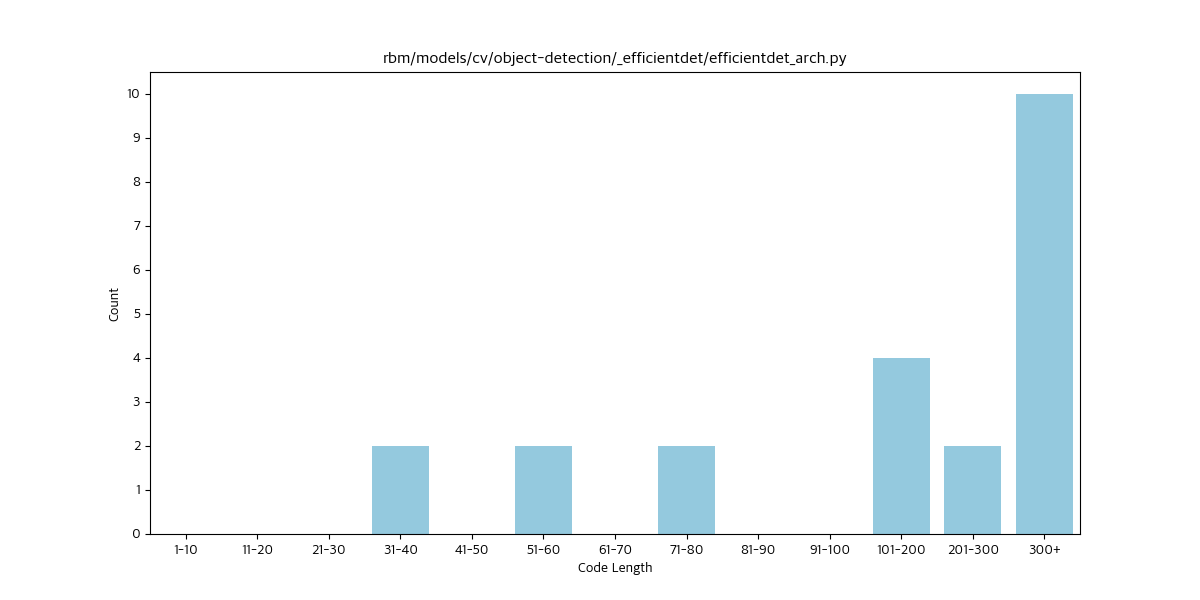 rbm/models/cv/object-detection/_efficientdet/efficientdet_arch.py
Count
10
9
8
7
6
5
4
3
2
1
0
1-10 11-20 21-30 31-40 41-50 51-60 61-70 71-80 81-90 91-100 101-200 201-300 300+
Code Length